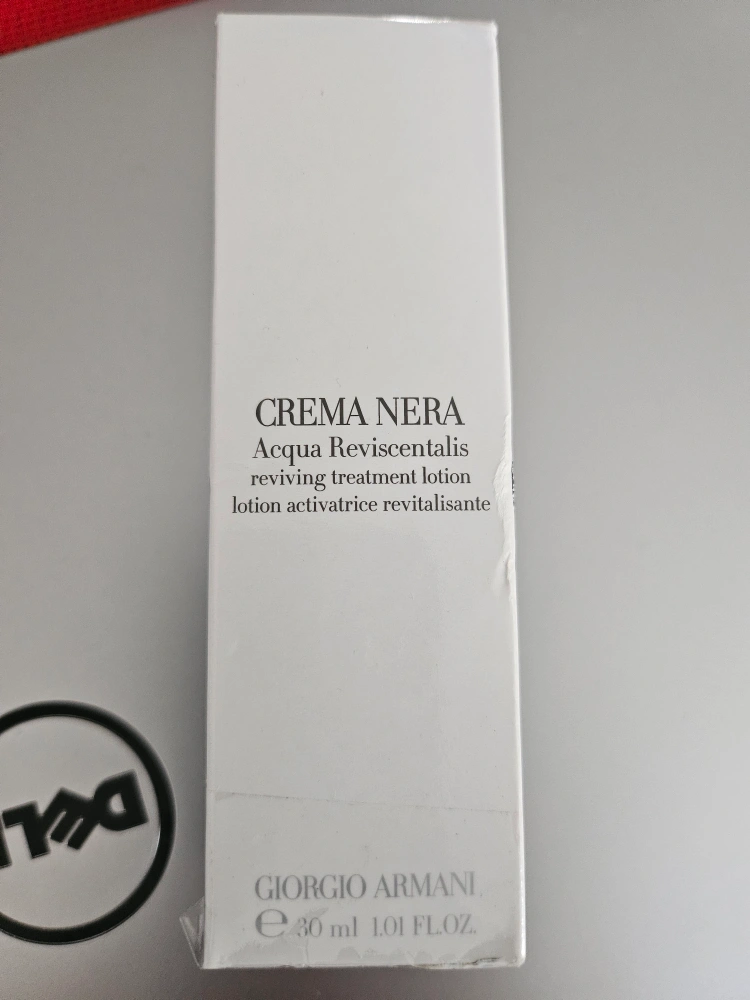 CREMA NERA
Acqua Reviscentalis
reviving treatment lotion
lotion activatrice revitalisante
GIORGIO ARMANI
℮ 30 ml 1.01 FL.OZ.
DELL